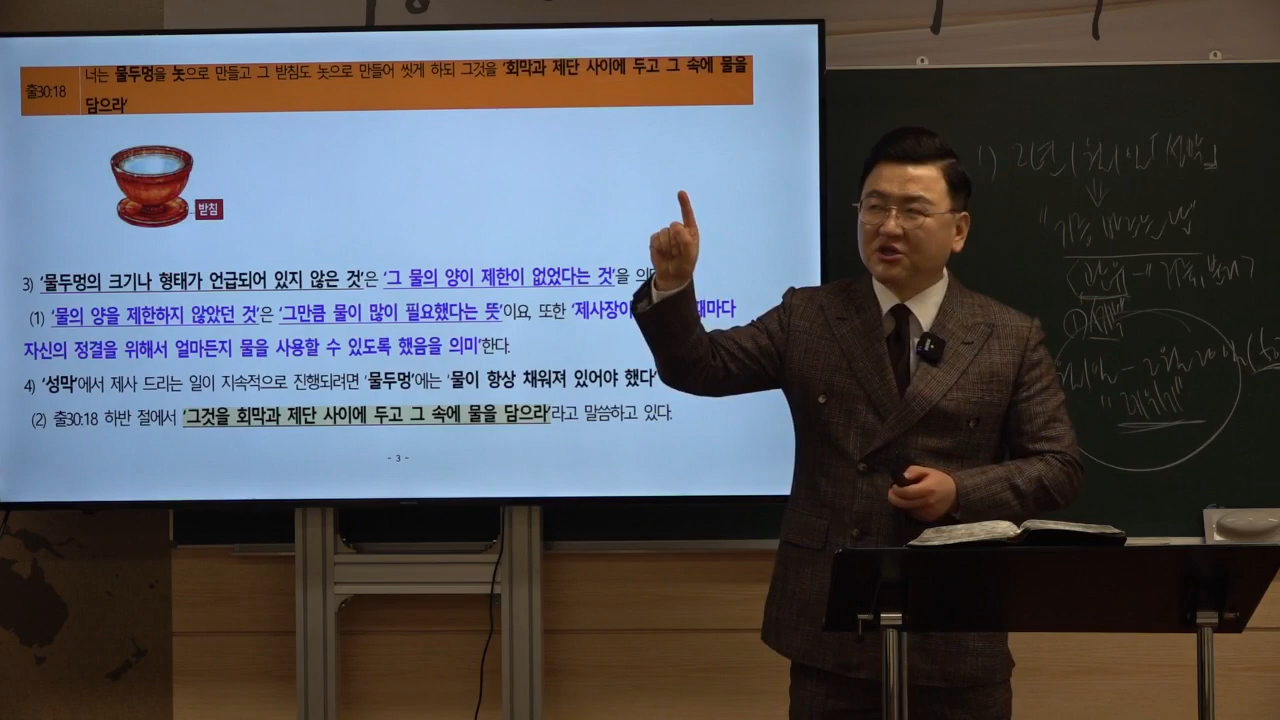 출30:18
너는 물두멍을 놋으로 만들고 그 받침도 놋으로 만들어 씻게 하되 그것을 '회막과 제단 사이에 두고 그 속에 물을
담으라'
받침
3) '물두멍의 크기나 형태가 언급되어 있지 않은 것'은 '그 물의 양이 제한이 없었다는 것'을
(1) '물의 양을 제한하지 않았던 것'은 '그만큼 물이 많이 필요했다는 뜻'이요, 또한 '제사장이 때마다
자신의 정결을 위해서 얼마든지 물을 사용할 수 있도록 했음을 의미'한다.
4) '성막'에서 제사 드리는 일이 지속적으로 진행되려면 '물두멍'에는 '물이 항상 채워져 있어야 했다'
(2) 출30:18 하반 절에서 '그것을 회막과 제단 사이에 두고 그 속에 물을 담으라'라고 말씀하고 있다.
- 3 -
1) 2년 1월 1일 「성막」
"레위기"